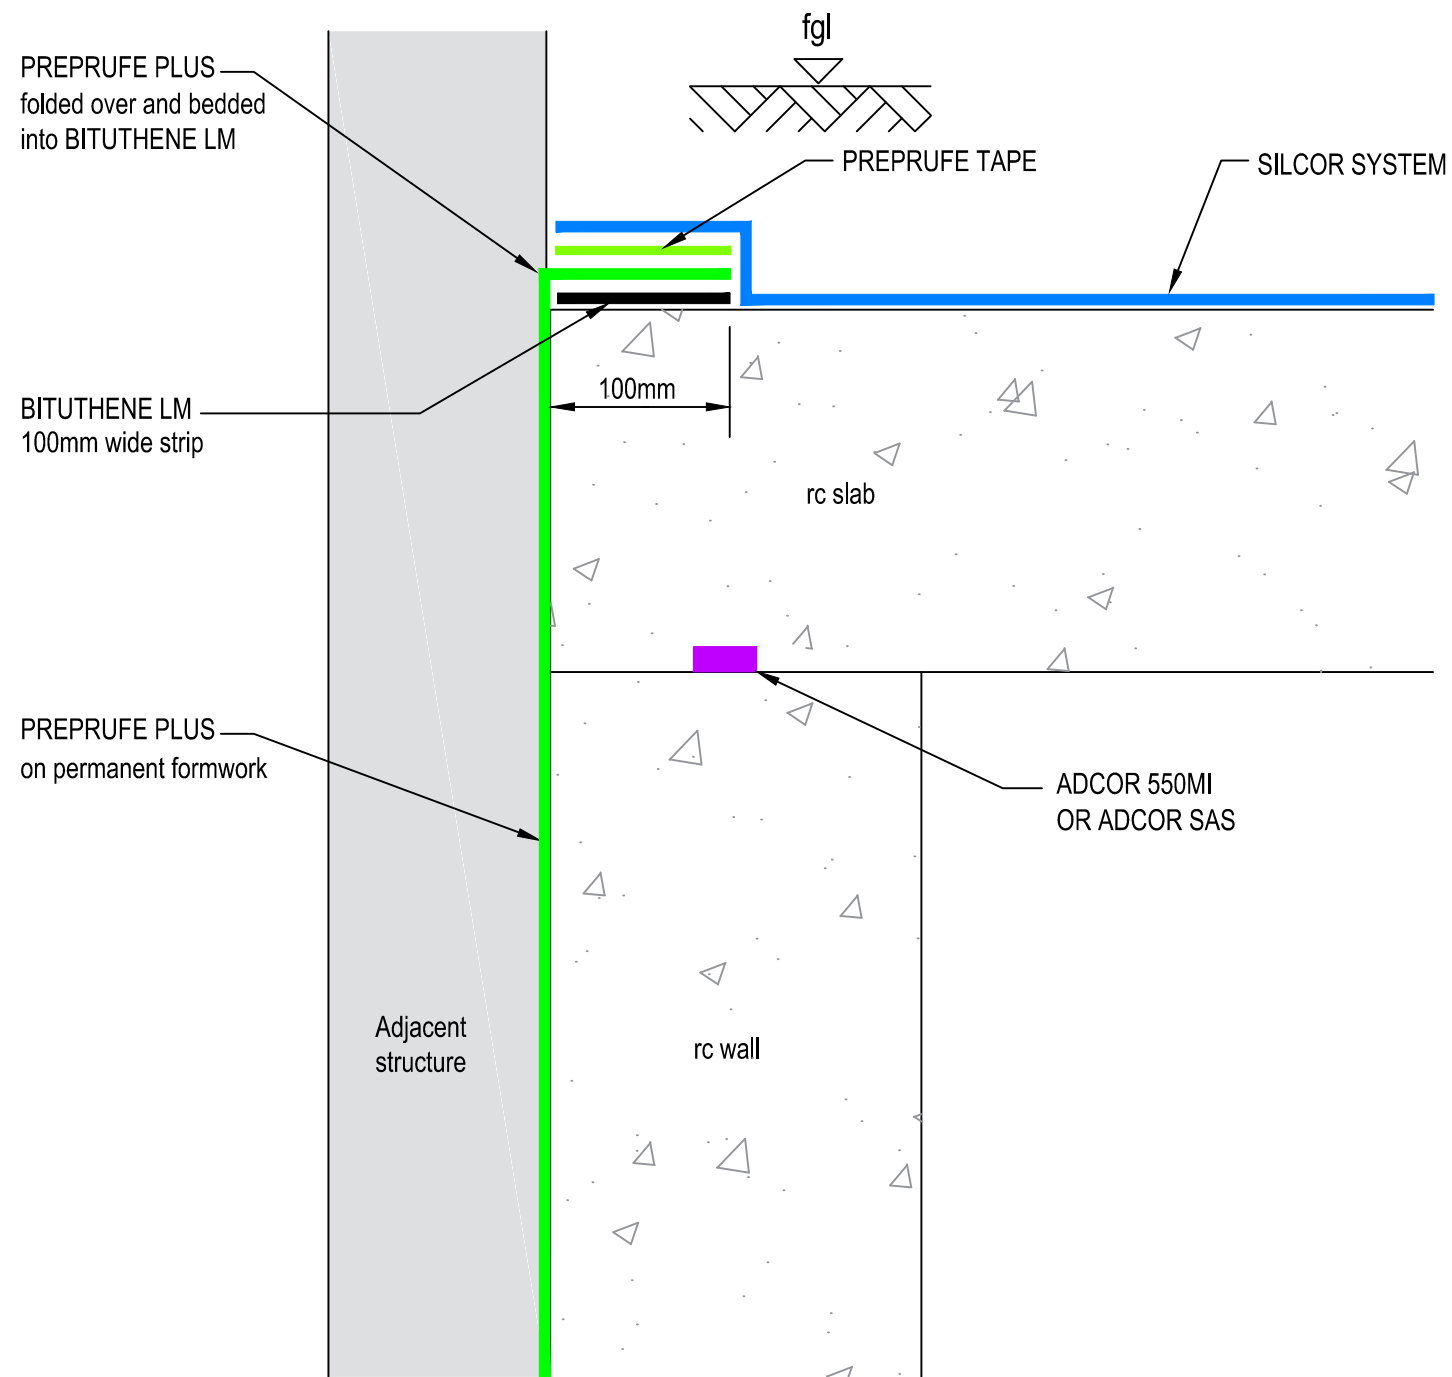 fgl
PREPRUFE PLUS
folded over and bedded
into BITUTHENE LM
PREPRUFE TAPE
SILCOR SYSTEM
100mm
BITUTHENE LM
100mm wide strip
rc slab
PREPRUFE PLUS
on permanent formwork
ADCOR 550MI
OR ADCOR SAS
Adjacent
structure
rc wall